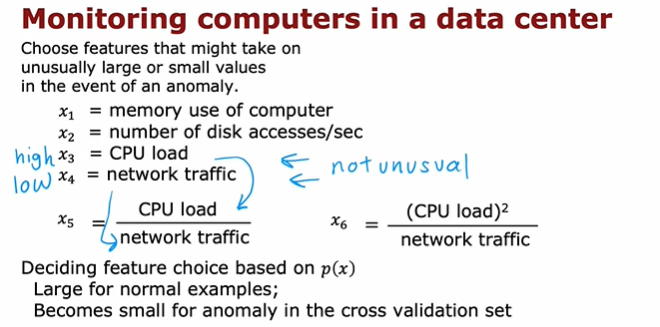 Monitoring computers in a data center
Choose features that might take on
unusually large or small values
in the event of an anomaly.
x₁ = memory use of computer
x₂ = number of disk accesses/sec
high x₃ = CPU load
low x₄ = network traffic
not unusual
x₅ = CPU load / network traffic
x₆ = (CPU load)² / network traffic
Deciding feature choice based on p(x)
Large for normal examples;
Becomes small for anomaly in the cross validation set